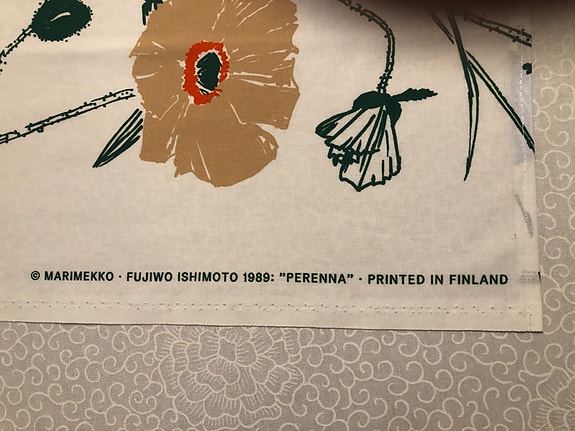 © MARIMEKKO · FUJIWO ISHIMOTO 1989: "PERENNA" · PRINTED IN FINLAND